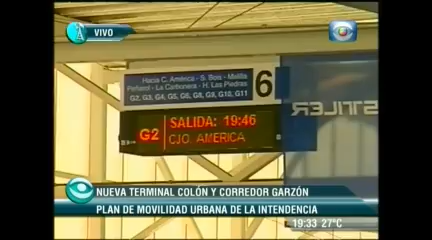 VIVO
Hacia C. América - S. Bois - Melilla
Peñarol - La Carbonera - H. Las Piedras
G2, G3, G4, G5, G6, G8, G9, G10, G11
6
SALIDA: 19:46
G2
CJO. AMERICA
STILER
NUEVA TERMINAL COLÓN Y CORREDOR GARZÓN
PLAN DE MOVILIDAD URBANA DE LA INTENDENCIA
19:33 27°C